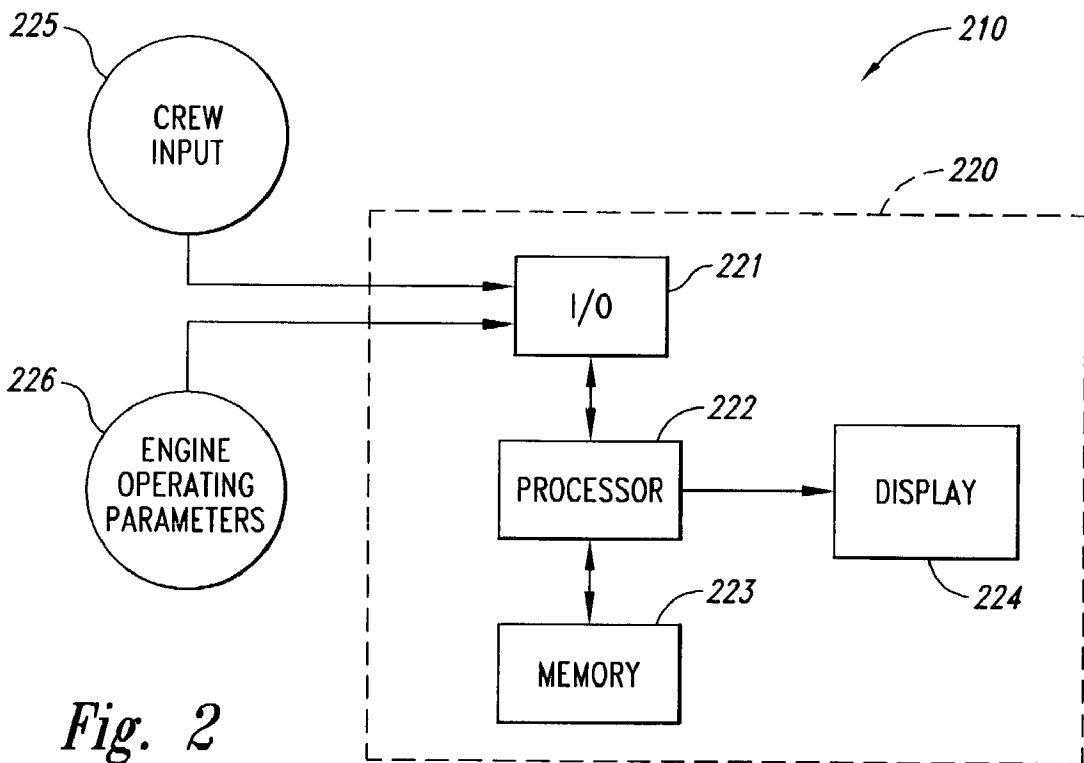 225
210
CREW
INPUT
220
221
I/O
226
222
ENGINE
OPERATING
PARAMETERS
PROCESSOR
DISPLAY
223
224
MEMORY
Fig. 2